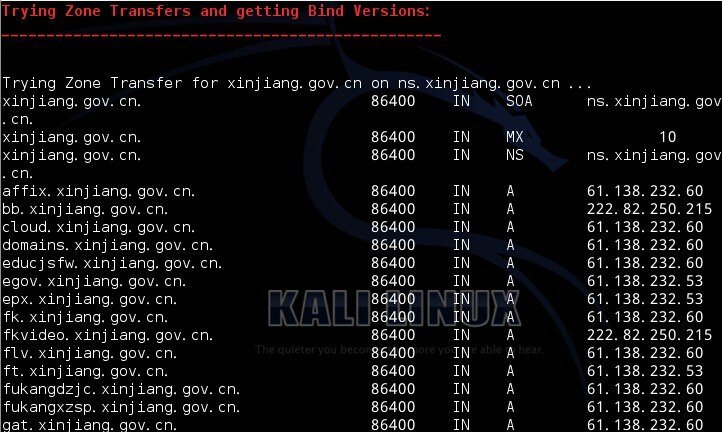 Trying Zone Transfers and getting Bind Versions:
_________________________________________________
Trying Zone Transfer for xinjiang.gov.cn on ns.xinjiang.gov.cn ...
xinjiang.gov.cn. 86400 IN SOA ns.xinjiang.gov
.cn.
xinjiang.gov.cn. 86400 IN MX 10
xinjiang.gov.cn. 86400 IN NS ns.xinjiang.gov
.cn.
affix.xinjiang.gov.cn. 86400 IN A 61.138.232.60
bb.xinjiang.gov.cn. 86400 IN A 222.82.250.215
cloud.xinjiang.gov.cn. 86400 IN A 61.138.232.60
domains.xinjiang.gov.cn. 86400 IN A 61.138.232.60
educjsfw.xinjiang.gov.cn. 86400 IN A 61.138.232.60
egov.xinjiang.gov.cn. 86400 IN A 61.138.232.53
epx.xinjiang.gov.cn. 86400 IN A 61.138.232.53
fk.xinjiang.gov.cn. 86400 IN A 61.138.232.60
fkvideo.xinjiang.gov.cn. 86400 IN A 222.82.250.215
flv.xinjiang.gov.cn. 86400 IN A 61.138.232.60
ft.xinjiang.gov.cn. 86400 IN A 61.138.232.53
fukangdzjc.xinjiang.gov.cn. 86400 IN A 61.138.232.60
fukangxzsp.xinjiang.gov.cn. 86400 IN A 61.138.232.60
gat.xinjiang.gov.cn. 86400 IN A 61.138.232.60
KALI LINUX
The quieter you become, the more you are able to hear.